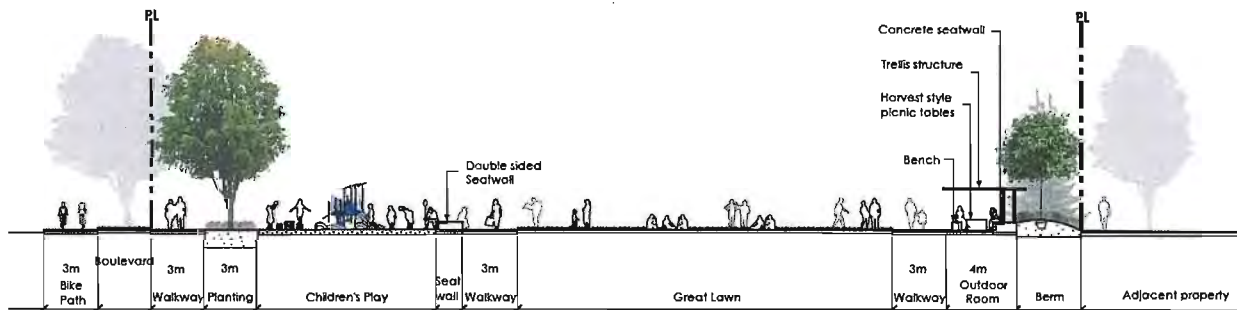 PL
PL
Concrete seatwall
Trellis structure
Harvest style
picnic tables
Bench
Double sided
Seatwall
3m
Bike
Path
Boulevard
3m
Walkway
3m
Planting
Children's Play
Seat
wall
3m
Walkway
Great Lawn
3m
Walkway
4m
Outdoor
Room
Berm
Adjacent property